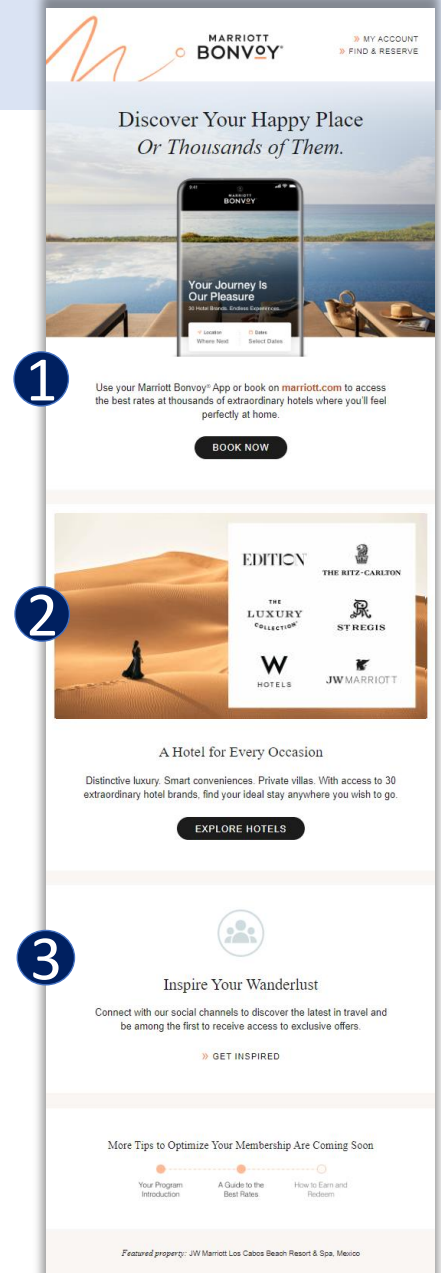 MARRIOTT
BONVOY®
» MY ACCOUNT
» FIND & RESERVE
Discover Your Happy Place
Or Thousands of Them.
9:41
MARRIOTT
BONVOY
Your Journey Is
Our Pleasure
30 Hotel Brands. Endless Experiences.
Location
Where Next
Dates
Select Dates
1
Use your Marriott Bonvoy® App or book on marriott.com to access
the best rates at thousands of extraordinary hotels where you'll feel
perfectly at home.
BOOK NOW
2
EDITION
THE RITZ-CARLTON
THE
LUXURY
COLLECTION
ST REGIS
W
HOTELS
JW MARRIOTT
A Hotel for Every Occasion
Distinctive luxury. Smart conveniences. Private villas. With access to 30
extraordinary hotel brands, find your ideal stay anywhere you wish to go.
EXPLORE HOTELS
3
Inspire Your Wanderlust
Connect with our social channels to discover the latest in travel and
be among the first to receive access to exclusive offers.
» GET INSPIRED
More Tips to Optimize Your Membership Are Coming Soon
Your Program
Introduction
A Guide to the
Best Rates
How to Earn and
Redeem
Featured property: JW Marriott Los Cabos Beach Resort & Spa, Mexico